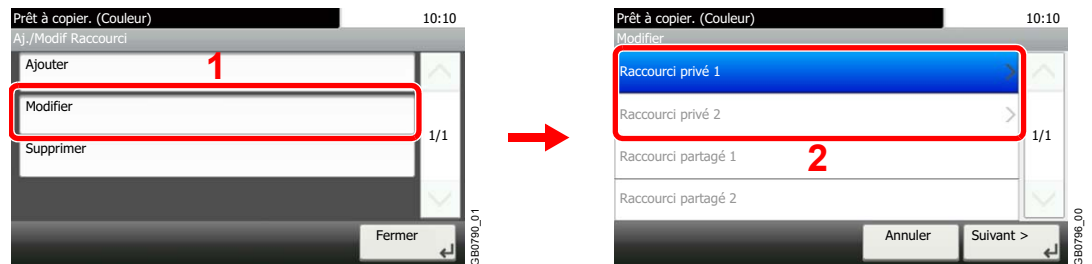 Prêt à copier. (Couleur) 10:10
Aj./Modif Raccourci
Ajouter
1
Modifier
1/1
Supprimer
Fermer
GB0790_01
Prêt à copier. (Couleur) 10:10
Modifier
Raccourci privé 1
Raccourci privé 2
1/1
Raccourci partagé 1
2
Raccourci partagé 2
Annuler
Suivant >
GB0796_00